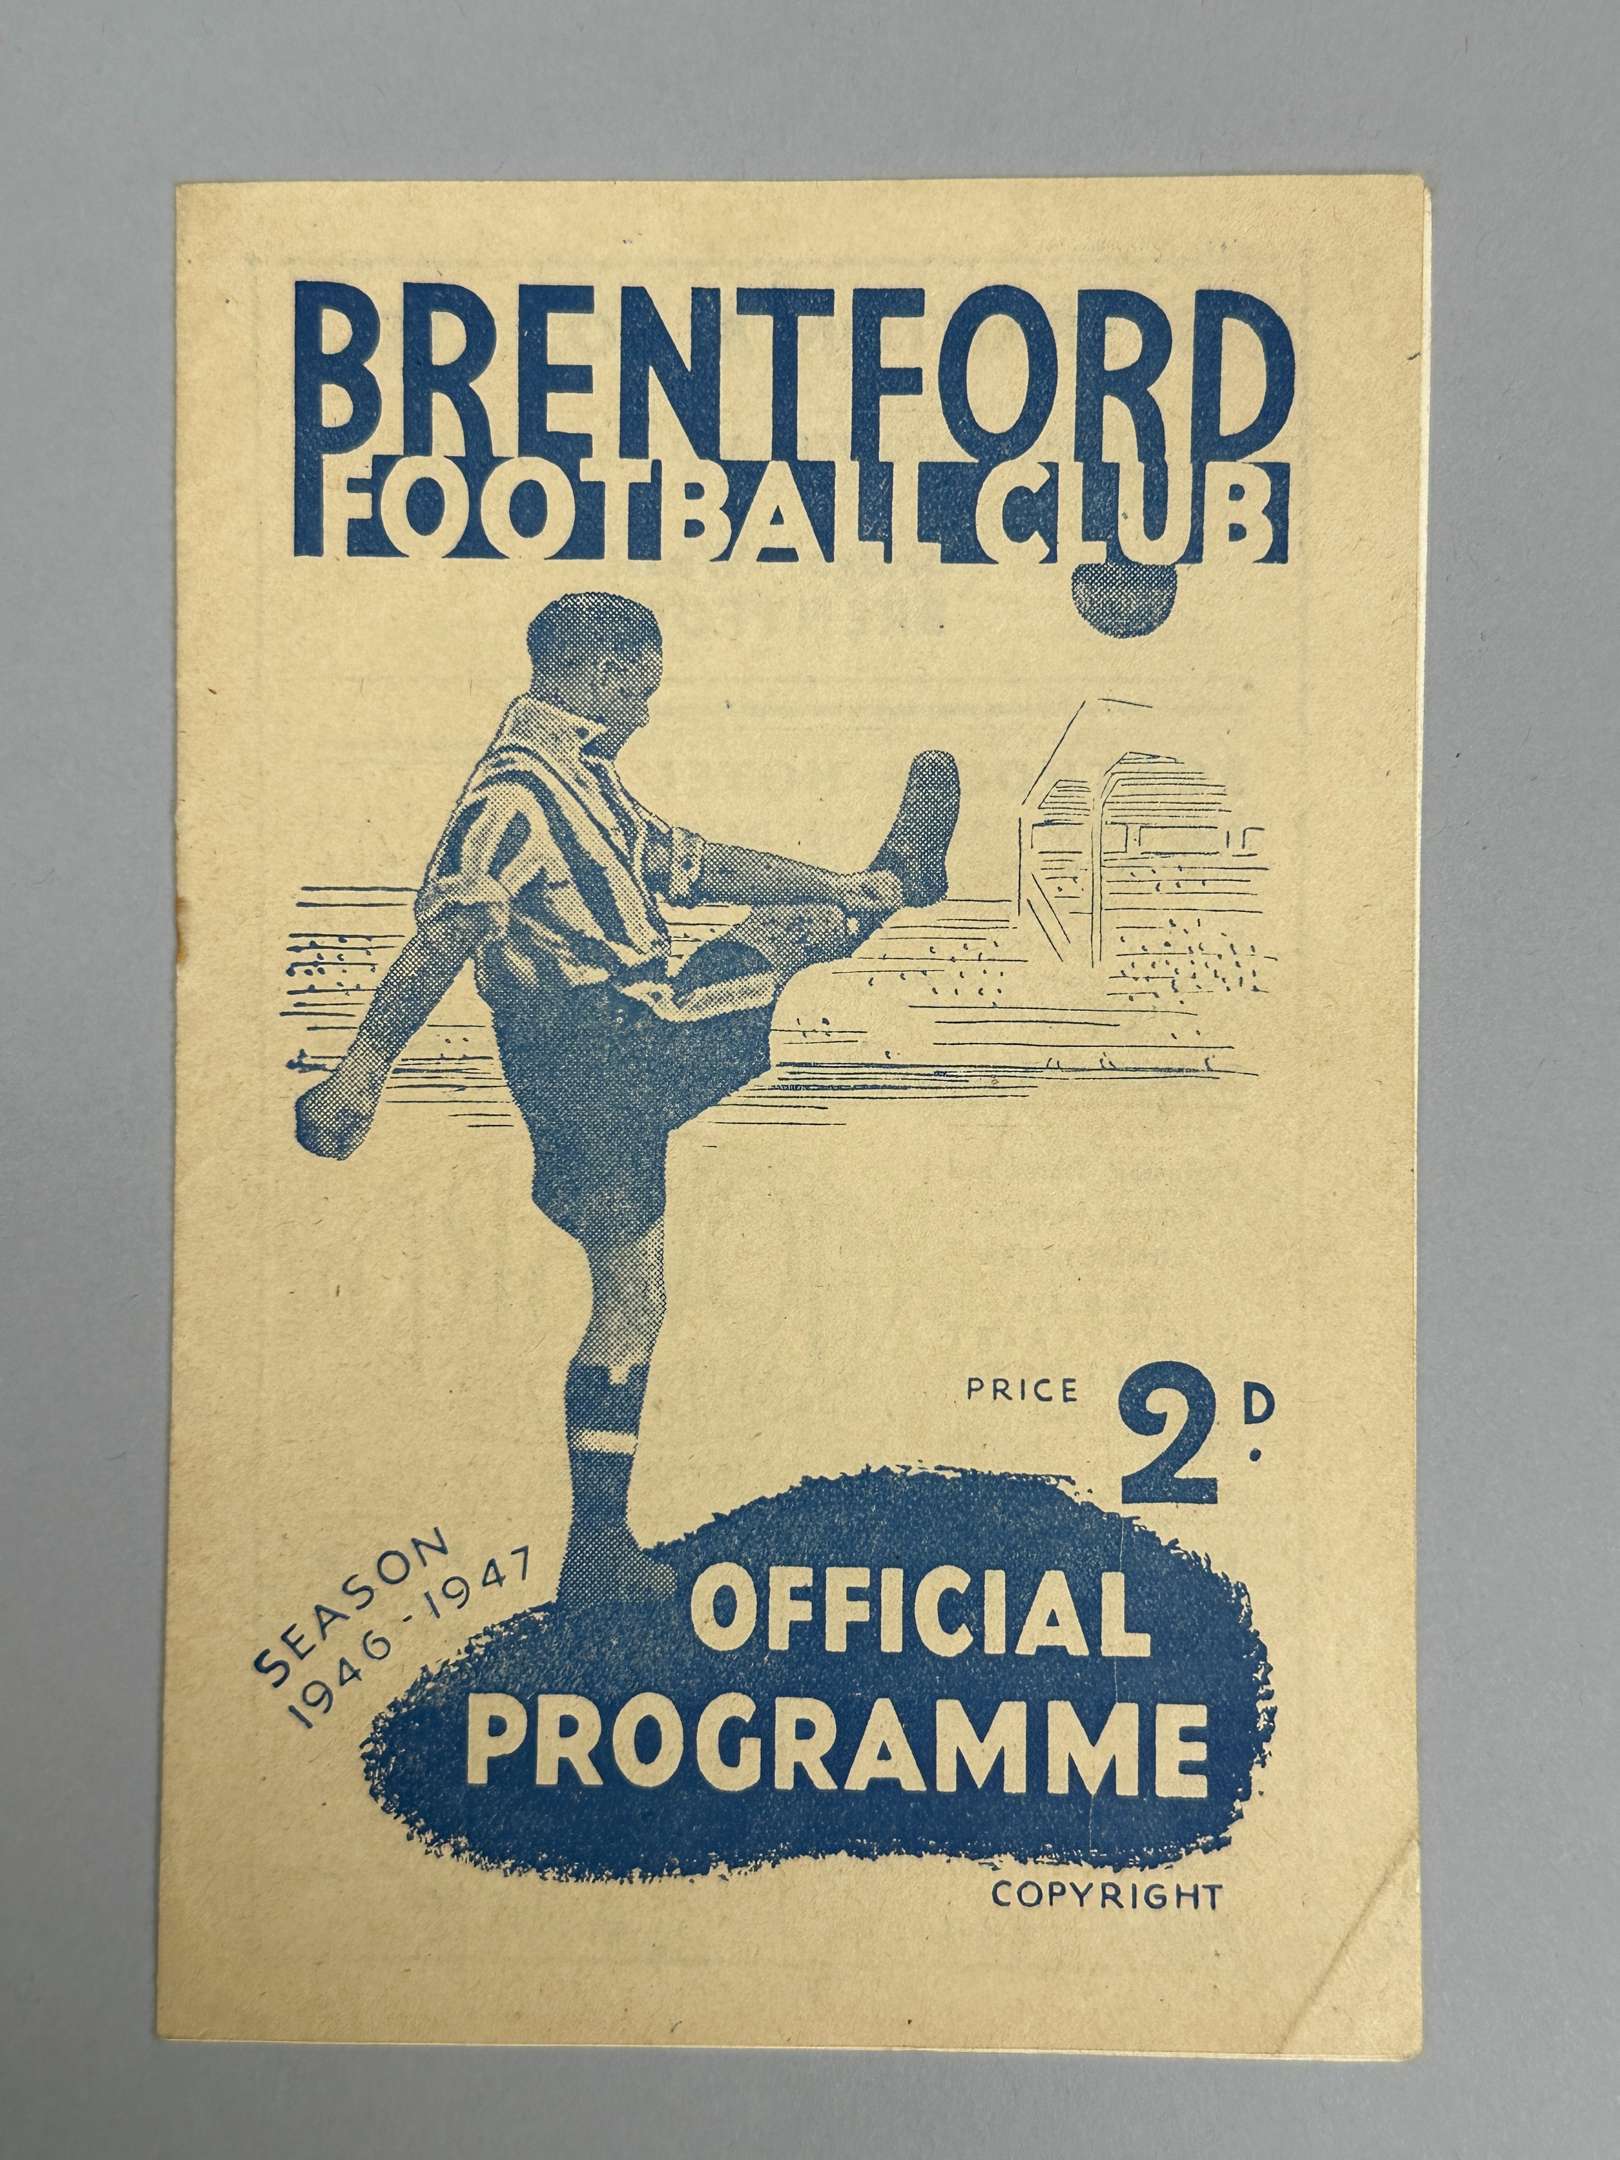 BRENTFORD
FOOTBALL CLUB
PRICE 2D.
SEASON
1946-1947
OFFICIAL
PROGRAMME
COPYRIGHT